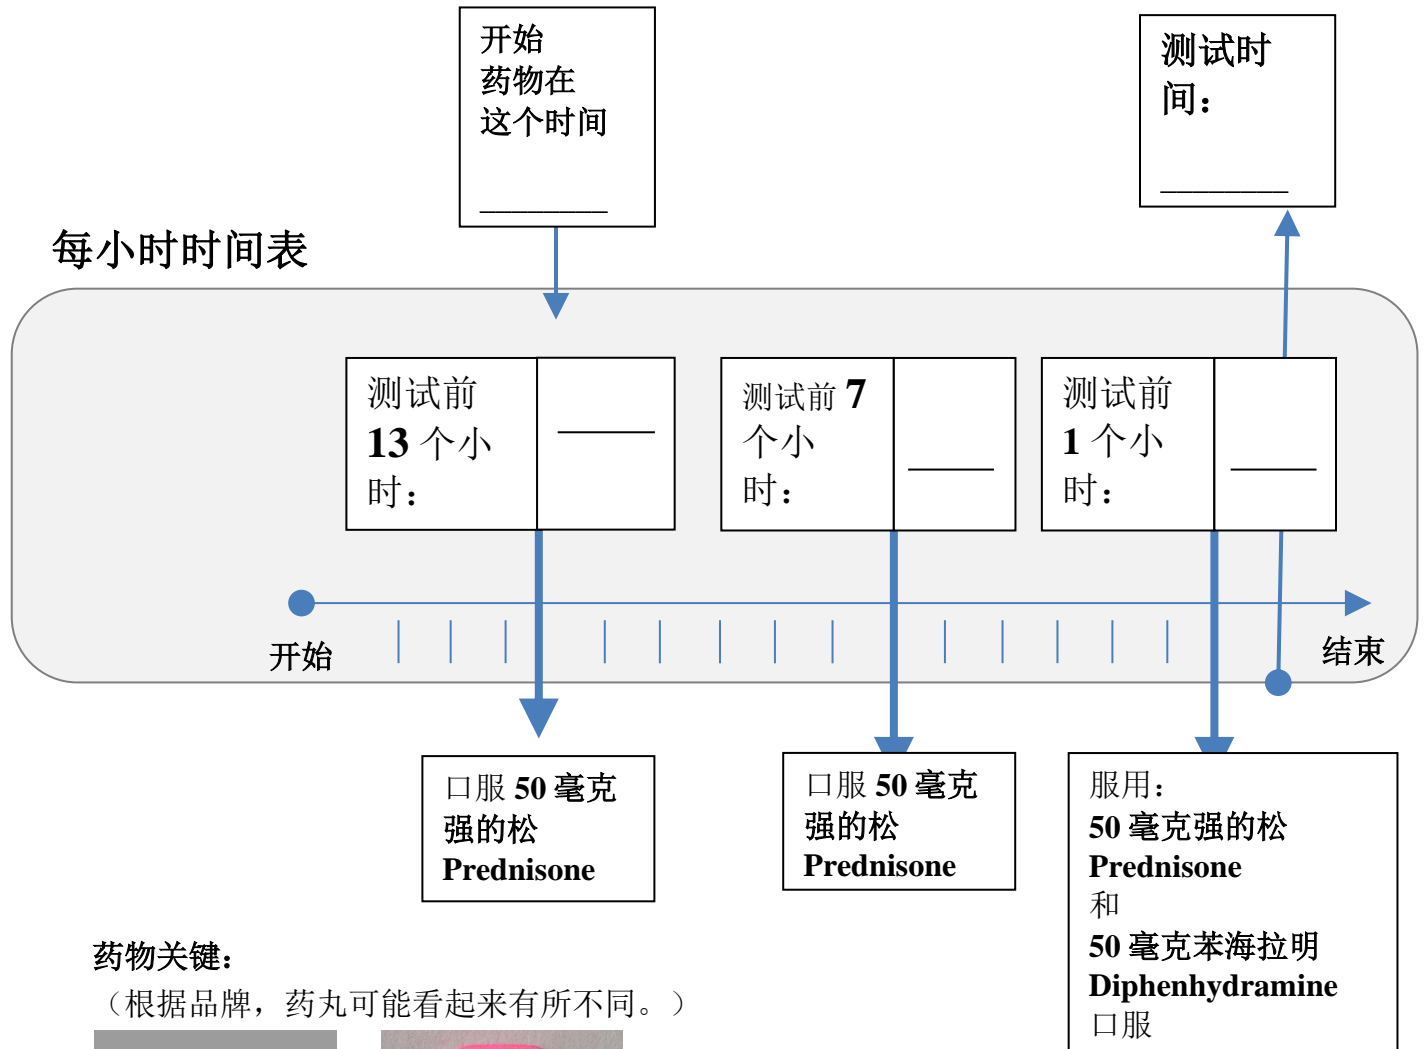 开始
药物在
这个时间
________
测试时
间：
________
每小时时间表
测试前
13 个小
时：
测试前 7
个小
时：
测试前
1 个小
时：
开始
结束
口服 50 毫克
强的松
Prednisone
口服 50 毫克
强的松
Prednisone
服用：
50 毫克强的松
Prednisone
和
50 毫克苯海拉明
Diphenhydramine
口服
药物关键：
（根据品牌，药丸可能看起来有所不同。）